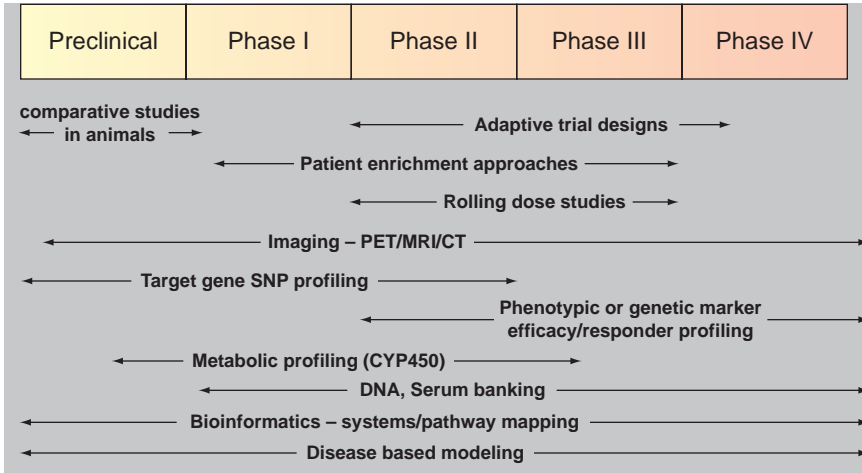 Preclinical Phase I Phase II Phase III Phase IV
comparative studies
in animals
Adaptive trial designs
Patient enrichment approaches
Rolling dose studies
Imaging – PET/MRI/CT
Target gene SNP profiling
Phenotypic or genetic marker
efficacy/responder profiling
Metabolic profiling (CYP450)
DNA, Serum banking
Bioinformatics – systems/pathway mapping
Disease based modeling